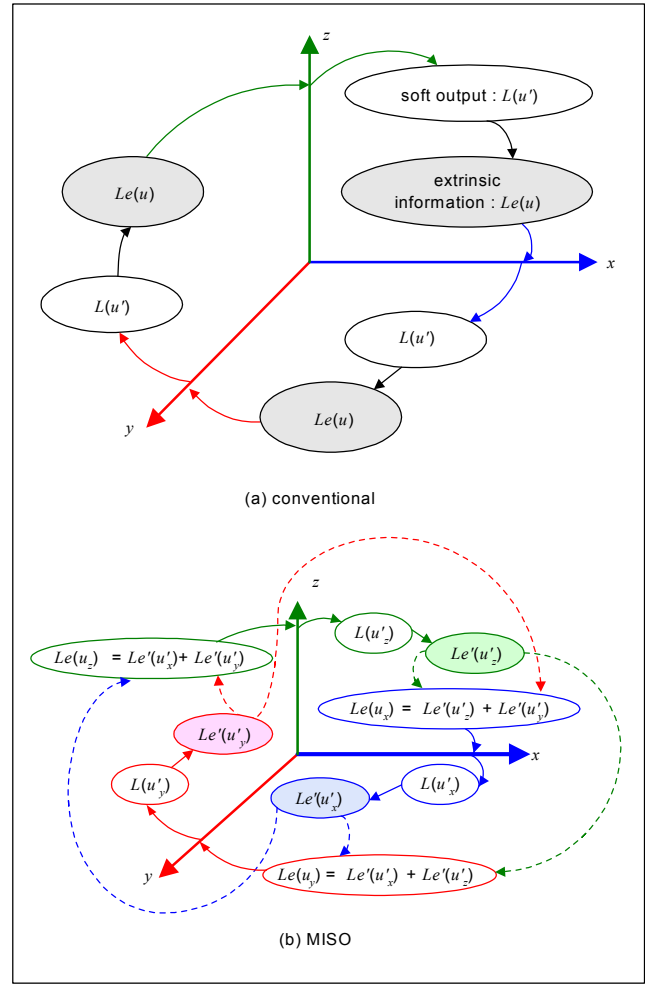 z
soft output : L(u')
extrinsic
information : Le(u)
Le(u)
x
L(u')
L(u')
Le(u)
y
(a) conventional
z
L(u'z)
Le(uz) = Le'(u'y)+ Le'(u'y)
Le'(u'z)
Le(ux) = Le'(u'z) + Le'(u'y)
Le'(u'y)
x
L(u'y)
Le'(u'x)
L(u'x)
y
Le(uy) = Le'(u'x) + Le'(u'z)
(b) MISO